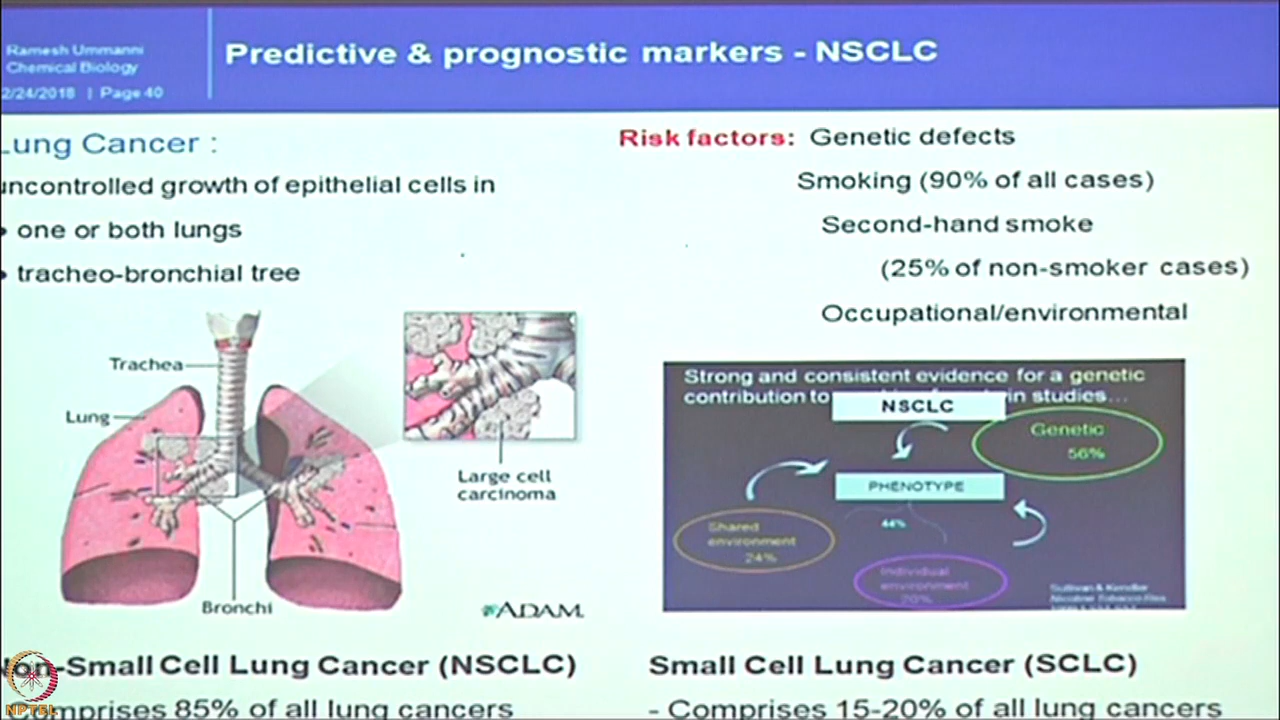 Ramesh Ummanni
Chemical Biology
2/24/2018 | Page 40
Predictive & prognostic markers - NSCLC
Lung Cancer :
uncontrolled growth of epithelial cells in
• one or both lungs
• tracheo-bronchial tree
Trachea
Lung
Large cell
carcinoma
Bronchi
ADAM.
Risk factors: Genetic defects
Smoking (90% of all cases)
Second-hand smoke
(25% of non-smoker cases)
Occupational/environmental
Strong and consistent evidence for a genetic
contribution to in studies...
NSCLC
Genetic
56%
PHENOTYPE
44%
Shared
environment
24%
Individual
environment
20%
Sullivan & Kendler
Nicotine Tobacco Res
Non-Small Cell Lung Cancer (NSCLC)
Comprises 85% of all lung cancers
Small Cell Lung Cancer (SCLC)
- Comprises 15-20% of all lung cancers
NPTEL